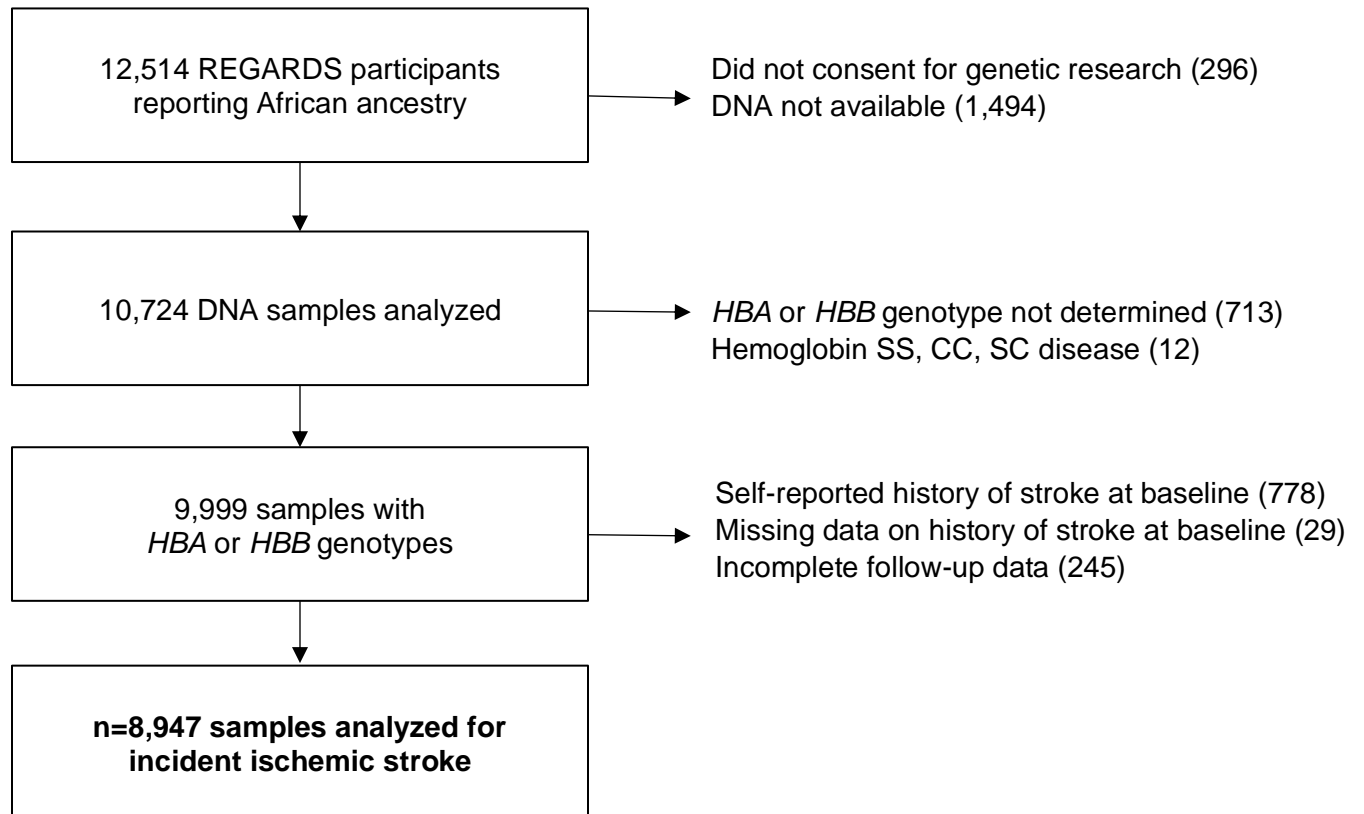 12,514 REGARDS participants
reporting African ancestry
Did not consent for genetic research (296)
DNA not available (1,494)
10,724 DNA samples analyzed
HBA or HBB genotype not determined (713)
Hemoglobin SS, CC, SC disease (12)
9,999 samples with
HBA or HBB genotypes
Self-reported history of stroke at baseline (778)
Missing data on history of stroke at baseline (29)
Incomplete follow-up data (245)
n=8,947 samples analyzed for
incident ischemic stroke